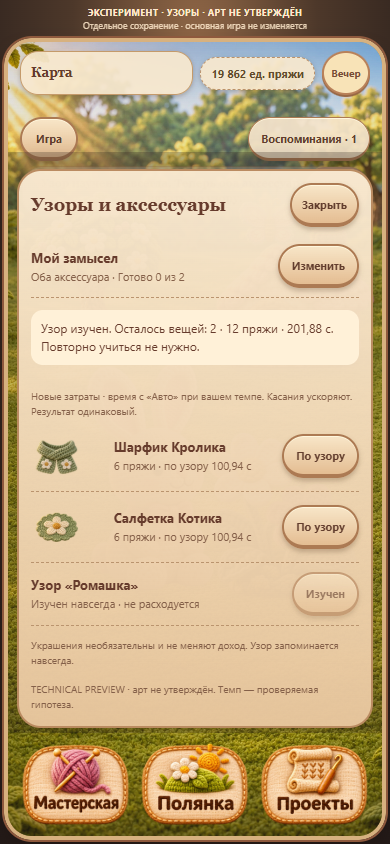 ЭКСПЕРИМЕНТ · УЗОРЫ · АРТ НЕ УТВЕРЖДЁН
Отдельное сохранение · основная игра не изменяется
Карта
19 862 ед. пряжи
Вечер
Игра
Воспоминания · 1
Узоры и аксессуары
Закрыть
Мой замысел
Оба аксессуара · Готово 0 из 2
Изменить
Узор изучен. Осталось вещей: 2 · 12 пряжи · 201,88 с.
Повторно учиться не нужно.
Новые затраты · время с «Авто» при вашем темпе. Касания ускоряют.
Результат одинаковый.
Шарфик Кролика
6 пряжи · по узору 100,94 с
По узору
Салфетка Котика
6 пряжи · по узору 100,94 с
По узору
Узор «Ромашка»
Изучен навсегда · не расходуется
Изучен
Украшения необязательны и не меняют доход. Узор запоминается
навсегда.
TECHNICAL PREVIEW · арт не утверждён. Темп — проверяемая
гипотеза.
Мастерская
Полянка
Проекты